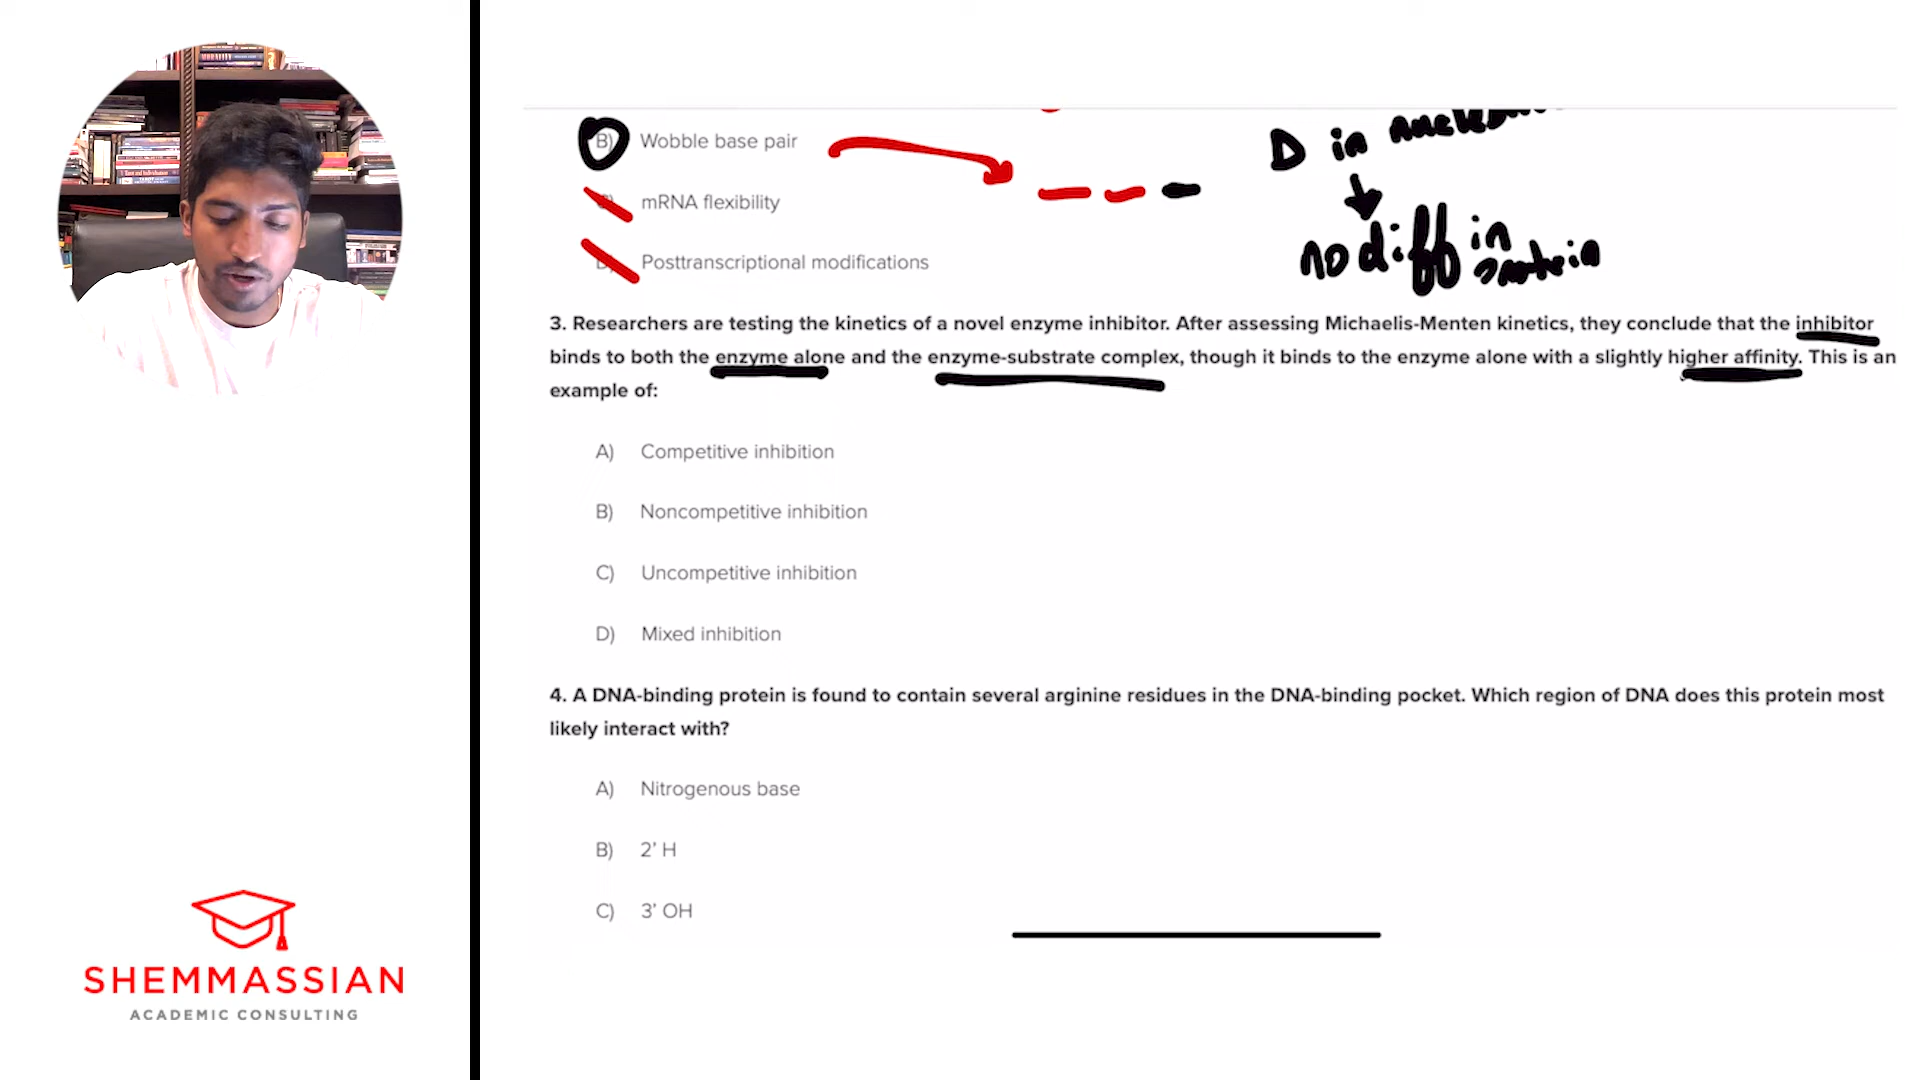 B) Wobble base pair
mRNA flexibility
Posttranscriptional modifications
D in
no diff in
protein
3. Researchers are testing the kinetics of a novel enzyme inhibitor. After assessing Michaelis-Menten kinetics, they conclude that the inhibitor
binds to both the enzyme alone and the enzyme-substrate complex, though it binds to the enzyme alone with a slightly higher affinity. This is an
example of:
A) Competitive inhibition
B) Noncompetitive inhibition
C) Uncompetitive inhibition
D) Mixed inhibition
4. A DNA-binding protein is found to contain several arginine residues in the DNA-binding pocket. Which region of DNA does this protein most
likely interact with?
A) Nitrogenous base
B) 2’ H
C) 3’ OH
SHEMMASSIAN
ACADEMIC CONSULTING